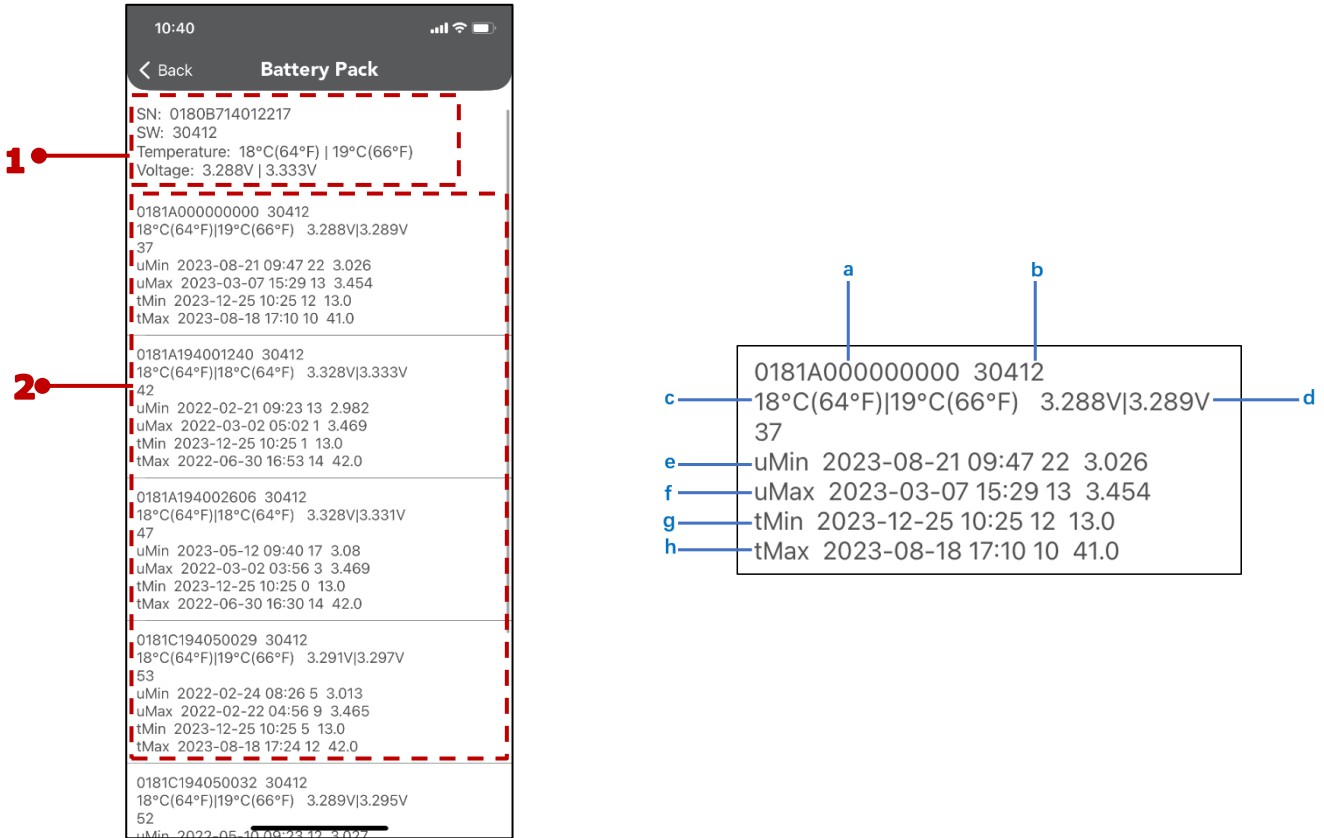 10:40
Back Battery Pack
SN: 0180B714012217
SW: 30412
Temperature: 18°C(64°F) | 19°C(66°F)
Voltage: 3.288V | 3.333V
1
0181A000000000 30412
18°C(64°F)|19°C(66°F) 3.288V|3.289V
37
uMin 2023-08-21 09:47 22 3.026
uMax 2023-03-07 15:29 13 3.454
tMin 2023-12-25 10:25 12 13.0
tMax 2023-08-18 17:10 10 41.0
0181A194001240 30412
18°C(64°F)|18°C(64°F) 3.328V|3.333V
42
uMin 2022-02-21 09:23 13 2.982
uMax 2022-03-02 05:02 1 3.469
tMin 2023-12-25 10:25 1 13.0
tMax 2022-06-30 16:53 14 42.0
2
0181A194002606 30412
18°C(64°F)|18°C(64°F) 3.328V|3.331V
47
uMin 2023-05-12 09:40 17 3.08
uMax 2022-03-02 03:56 3 3.469
tMin 2023-12-25 10:25 0 13.0
tMax 2022-06-30 16:30 14 42.0
0181C194050029 30412
18°C(64°F)|19°C(66°F) 3.291V|3.297V
53
uMin 2022-02-24 08:26 5 3.013
uMax 2022-02-22 04:56 9 3.465
tMin 2023-12-25 10:25 5 13.0
tMax 2023-08-18 17:24 12 42.0
0181C194050032 30412
18°C(64°F)|19°C(66°F) 3.289V|3.295V
52
uMin 2022-05-10 09:23 12 3.027
a b
0181A000000000 30412
c 18°C(64°F)|19°C(66°F) 3.288V|3.289V d
37
e uMin 2023-08-21 09:47 22 3.026
f uMax 2023-03-07 15:29 13 3.454
g tMin 2023-12-25 10:25 12 13.0
h tMax 2023-08-18 17:10 10 41.0